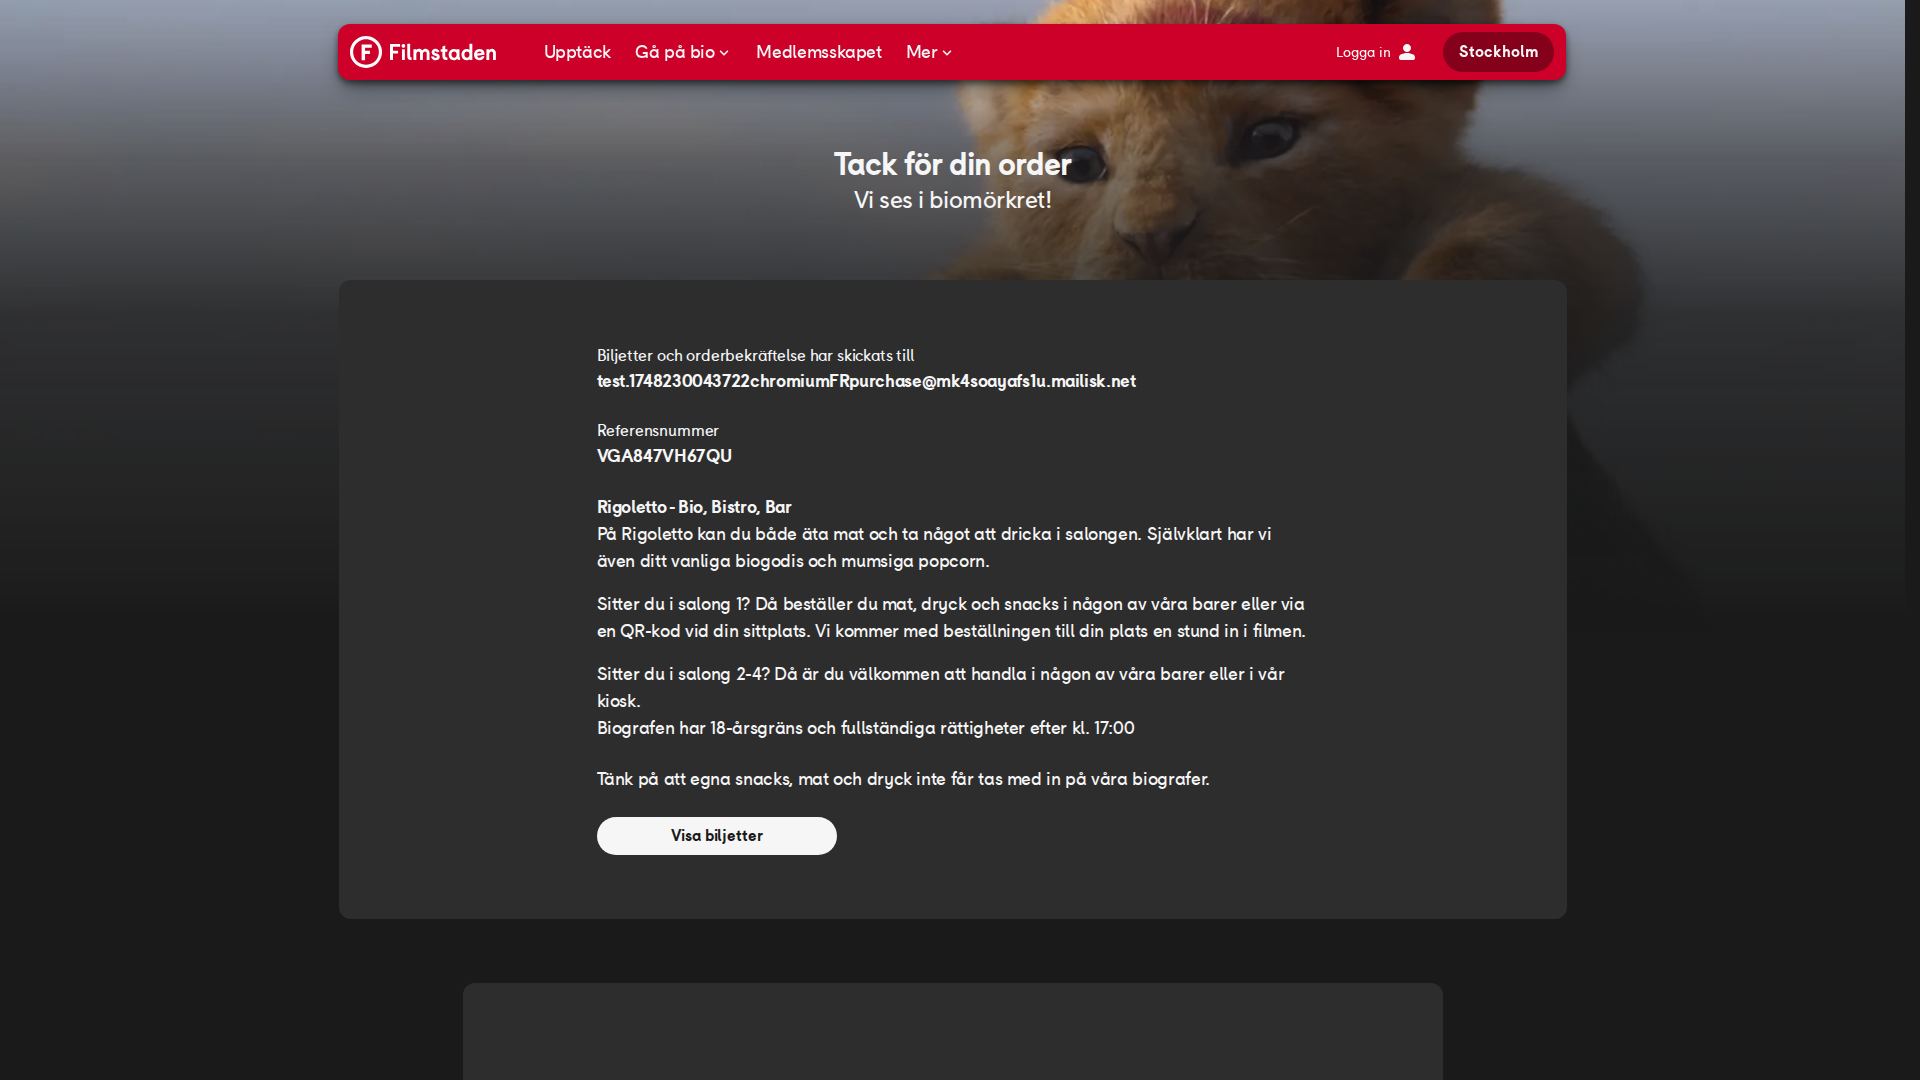 Filmstaden
Upptäck
Gå på bio
Medlemsskapet
Mer
Logga in
Stockholm
Tack för din order
Vi ses i biomörkret!
Biljetter och orderbekräftelse har skickats till
test.1748230043722chromiumFRpurchase@mk4soayafs1u.mailisk.net
Referensnummer
VGA847VH67QU
Rigoletto - Bio, Bistro, Bar
På Rigoletto kan du både äta mat och ta något att dricka i salongen. Självklart har vi
även ditt vanliga biogodis och mumsiga popcorn.
Sitter du i salong 1? Då beställer du mat, dryck och snacks i någon av våra barer eller via
en QR-kod vid din sittplats. Vi kommer med beställningen till din plats en stund in i filmen.
Sitter du i salong 2-4? Då är du välkommen att handla i någon av våra barer eller i vår
kiosk.
Biografen har 18-årsgräns och fullständiga rättigheter efter kl. 17:00
Tänk på att egna snacks, mat och dryck inte får tas med in på våra biografer.
Visa biljetter